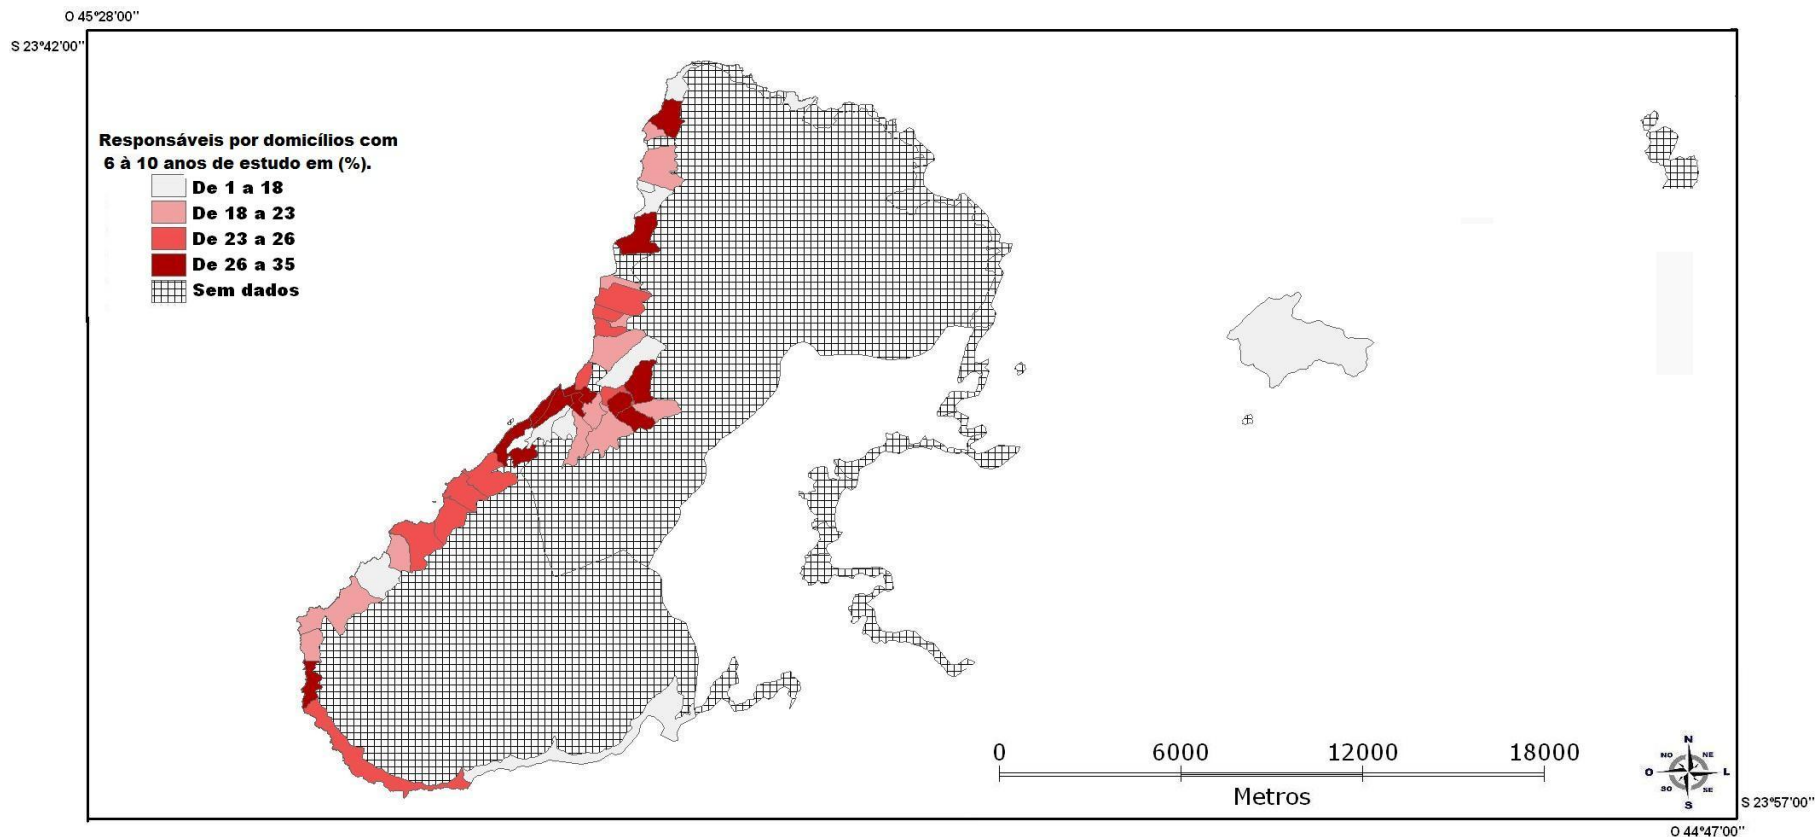 O 45°28'00"
S 23°42'00"
Responsáveis por domicílios com
6 à 10 anos de estudo em (%).
De 1 a 18
De 18 a 23
De 23 a 26
De 26 a 35
Sem dados
0 6000 12000 18000
Metros
N
NO NE
O L
SO SE
S
S 23°57'00"
O 44°47'00"